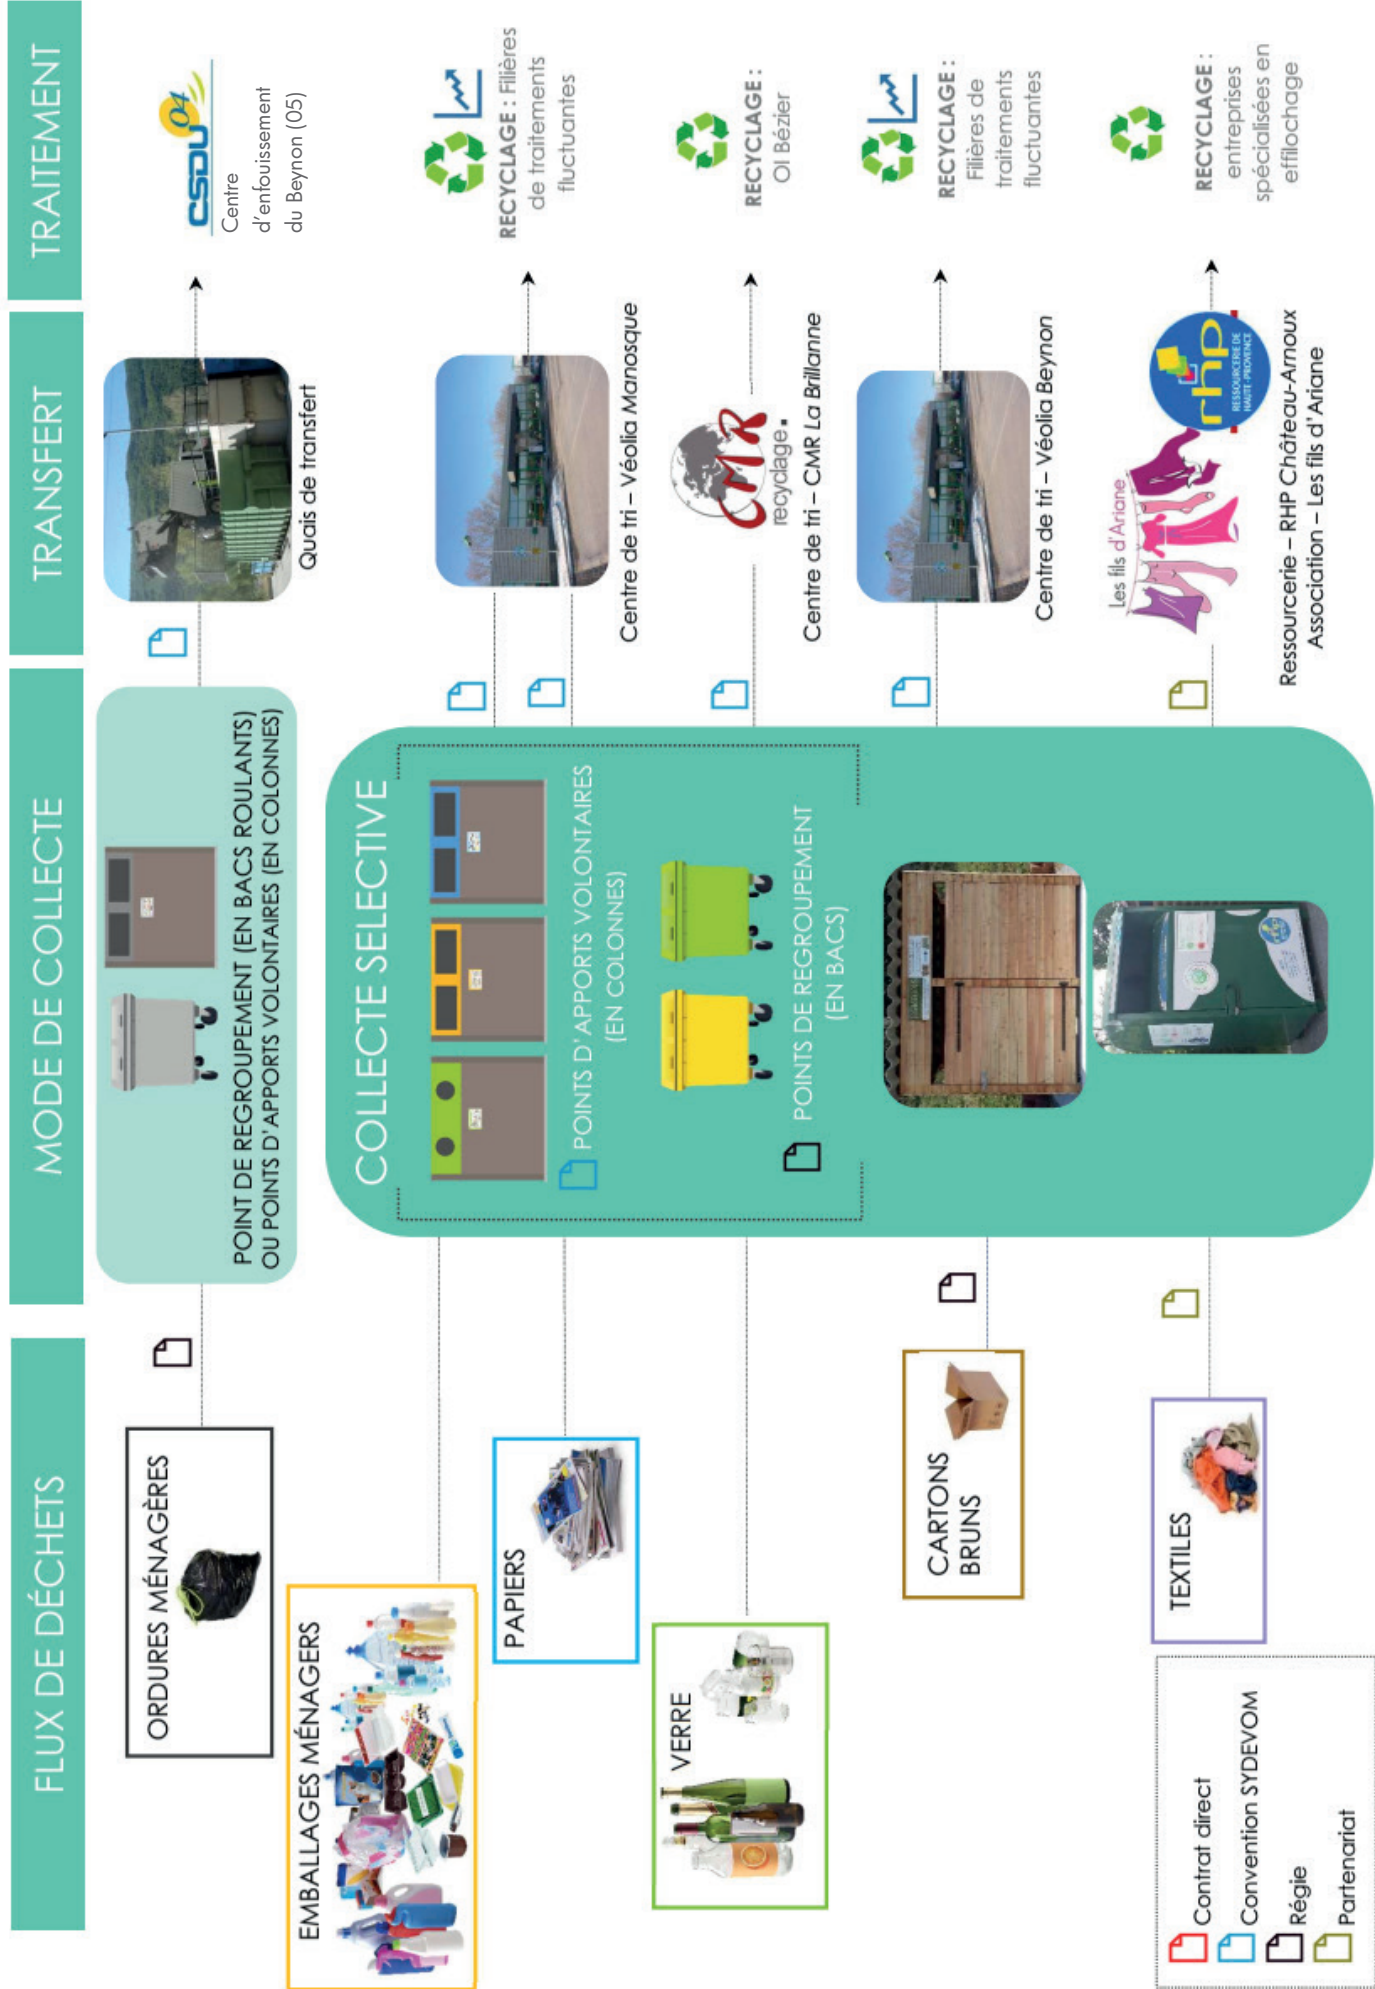 FLUX DE DÉCHETS
MODE DE COLLECTE
TRANSFERT
TRAITEMENT
ORDURES MÉNAGÈRES
POINT DE REGROUPEMENT (EN BACS ROULANTS)
OU POINTS D'APPORTS VOLONTAIRES (EN COLONNES)
Quais de transfert
CSDU 04
Centre
d'enfouissement
du Beynon (05)
EMBALLAGES MÉNAGERS
PAPIERS
VERRE
CARTONS
BRUNS
TEXTILES
COLLECTE SELECTIVE
POINTS D'APPORTS VOLONTAIRES
(EN COLONNES)
POINTS DE REGROUPEMENT
(EN BACS)
Centre de tri – Véolia Manosque
CMR
recyclage.
Centre de tri – CMR La Brillanne
Centre de tri – Véolia Beynon
Les fils d'Ariane
rhp
RESSOURCERIE DE
HAUTE-PROVENCE
Ressourcerie – RHP Château-Arnoux
Association – Les fils d'Ariane
RECYCLAGE : Filières
de traitements
fluctuantes
RECYCLAGE :
OI Bézier
RECYCLAGE :
Filières de
traitements
fluctuantes
RECYCLAGE :
entreprises
spécialisées en
effilochage
Contrat direct
Convention SYDEVOM
Régie
Partenariat